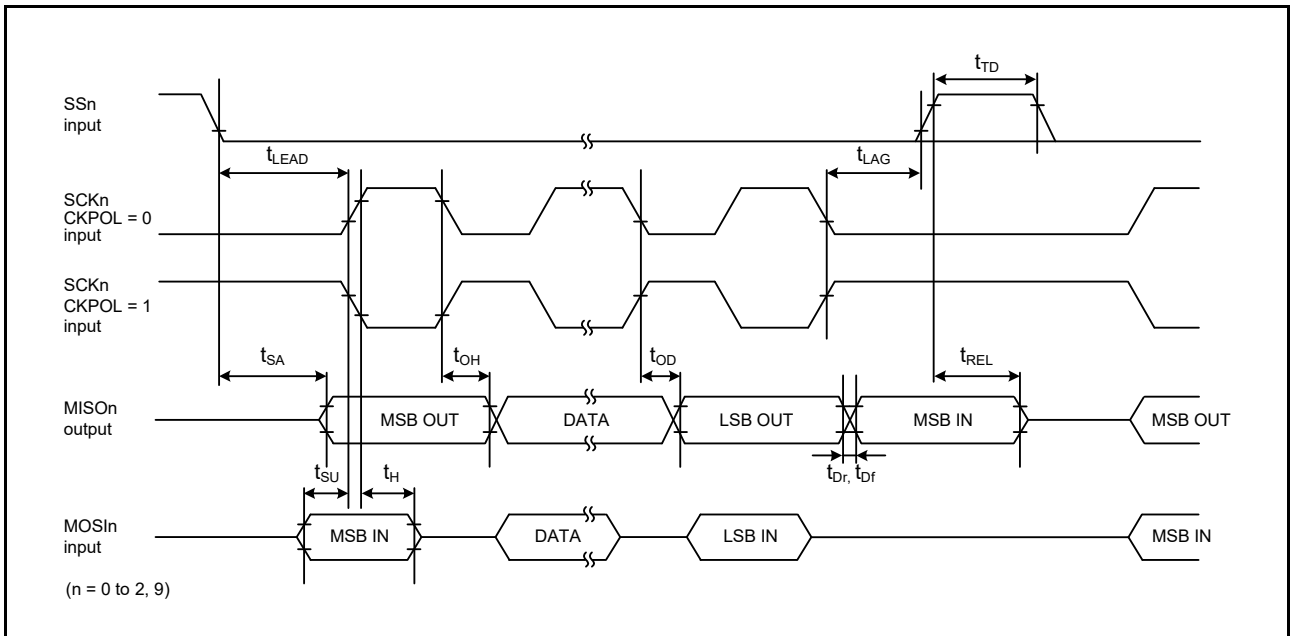 tTD
SSn
input
tLEAD
tLAG
SCKn
CKPOL = 0
input
SCKn
CKPOL = 1
input
tSA
tOH
tOD
tREL
MISOn
output
MSB OUT
DATA
LSB OUT
MSB IN
MSB OUT
tSU
tH
tDr, tDf
MOSIn
input
MSB IN
DATA
LSB IN
MSB IN
(n = 0 to 2, 9)